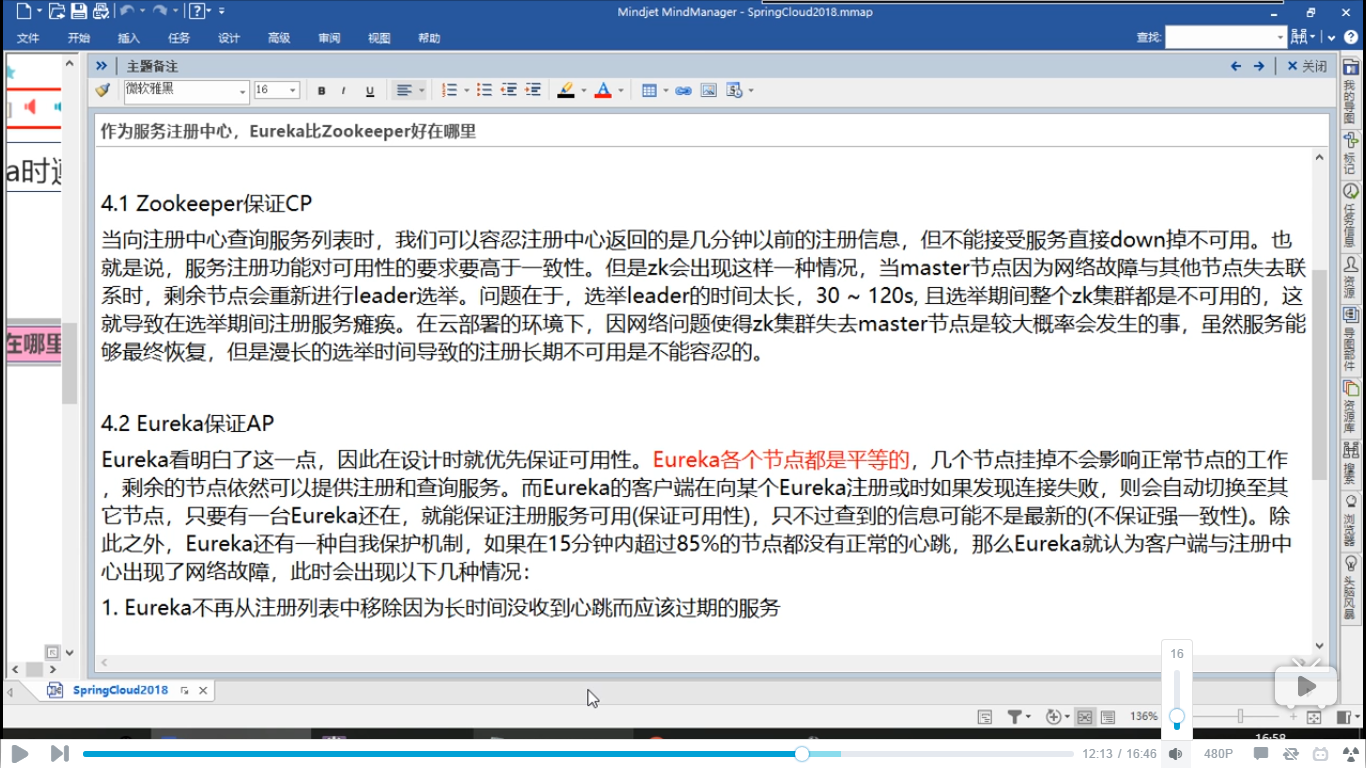 Mindjet MindManager - SpringCloud2018.mmap
文件 开始 插入 任务 设计 高级 审阅 视图 帮助 查找:
主题备注 关闭
微软雅黑 16 B I U
作为服务注册中心，Eureka比Zookeeper好在哪里
a时遵
在哪里
4.1 Zookeeper保证CP
当向注册中心查询服务列表时，我们可以容忍注册中心返回的是几分钟以前的注册信息，但不能接受服务直接down掉不可用。也
就是说，服务注册功能对可用性的要求要高于一致性。但是zk会出现这样一种情况，当master节点因为网络故障与其他节点失去联
系时，剩余节点会重新进行leader选举。问题在于，选举leader的时间太长，30 ~ 120s, 且选举期间整个zk集群都是不可用的，这
就导致在选举期间注册服务瘫痪。在云部署的环境下，因网络问题使得zk集群失去master节点是较大概率会发生的事，虽然服务能
够最终恢复，但是漫长的选举时间导致的注册长期不可用是不能容忍的。
4.2 Eureka保证AP
Eureka看明白了这一点，因此在设计时就优先保证可用性。Eureka各个节点都是平等的，几个节点挂掉不会影响正常节点的工作
，剩余的节点依然可以提供注册和查询服务。而Eureka的客户端在向某个Eureka注册或时如果发现连接失败，则会自动切换至其
它节点，只要有一台Eureka还在，就能保证注册服务可用(保证可用性)，只不过查到的信息可能不是最新的(不保证强一致性)。除
此之外，Eureka还有一种自我保护机制，如果在15分钟内超过85%的节点都没有正常的心跳，那么Eureka就认为客户端与注册中
心出现了网络故障，此时会出现以下几种情况：
1. Eureka不再从注册列表中移除因为长时间没收到心跳而应该过期的服务
我的导图
标记
任务信息
资源
导图部件
资源库
搜索
浏览器
头脑风暴
16
SpringCloud2018
136%
16:58
12:13 / 16:46 480P